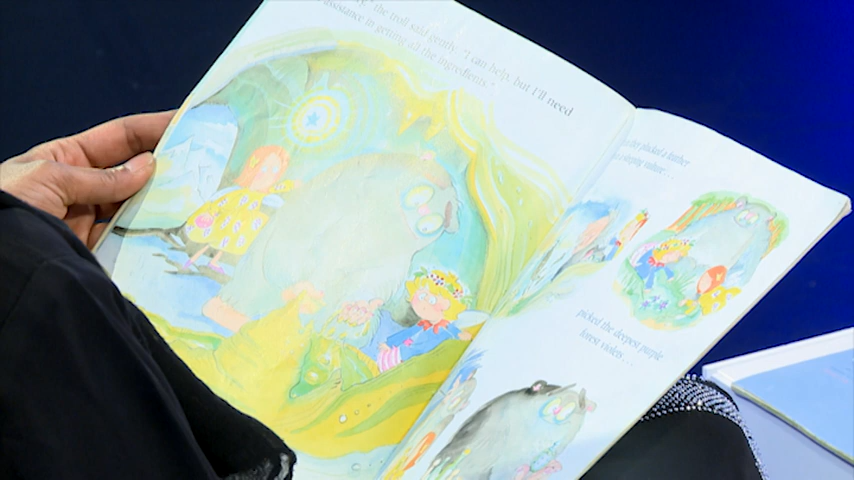 the troll said gently. "I can help, but I'll need
assistance in getting all the ingredients."
plucked a feather
a sleeping vulture . . .
picked the deepest purple
forest violets . . .